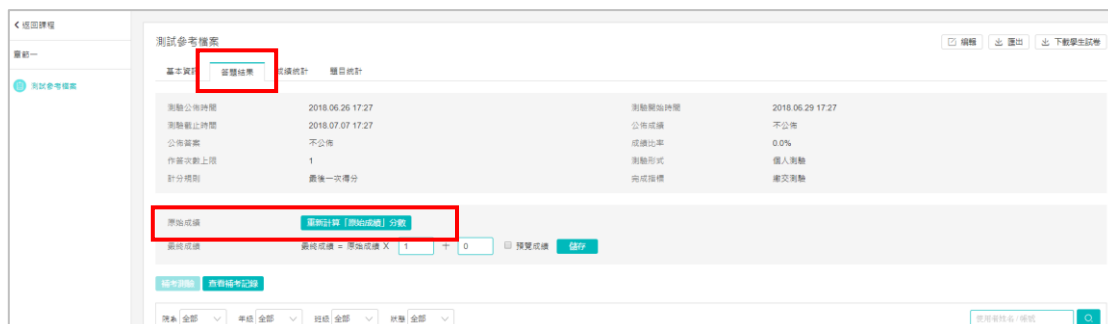 返回課程
章節一
測試參考檔案
測試參考檔案
編輯 匯出 下載學生試卷
基本資訊 答題結果 成績統計 題目統計
測驗公佈時間 2018.06.26 17:27 測驗開始時間 2018.06.29 17:27
測驗截止時間 2018.07.07 17:27 公佈成績 不公佈
公佈答案 不公佈 成績比率 0.0%
作答次數上限 1 測驗形式 個人測驗
計分規則 最後一次得分 完成指標 繳交測驗
原始成績 重新計算「原始成績」分數
最終成績 最終成績 = 原始成績 X 1 + 0 預覽成績 儲存
補考測驗 查看補考記錄
院系 全部 年級 全部 班級 全部 狀態 全部 使用者姓名/帳號